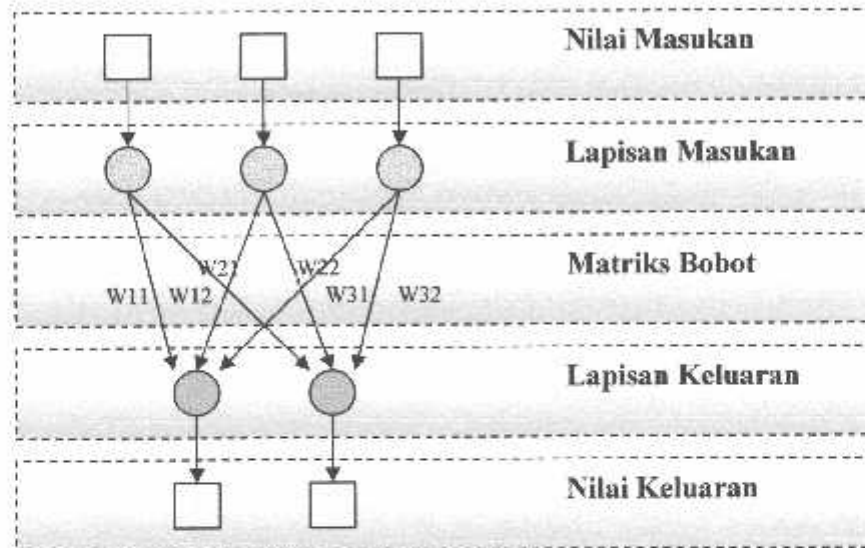 Nilai Masukan
Lapisan Masukan
Matriks Bobot
W11 W12 W21 W22 W31 W32
Lapisan Keluaran
Nilai Keluaran